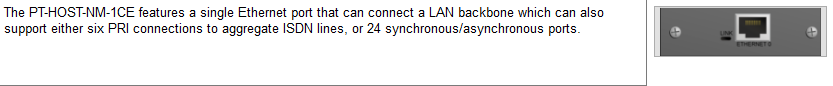 The PT-HOST-NM-1CE features a single Ethernet port that can connect a LAN backbone which can also
support either six PRI connections to aggregate ISDN lines, or 24 synchronous/asynchronous ports.
LINK
ETHERNET 0